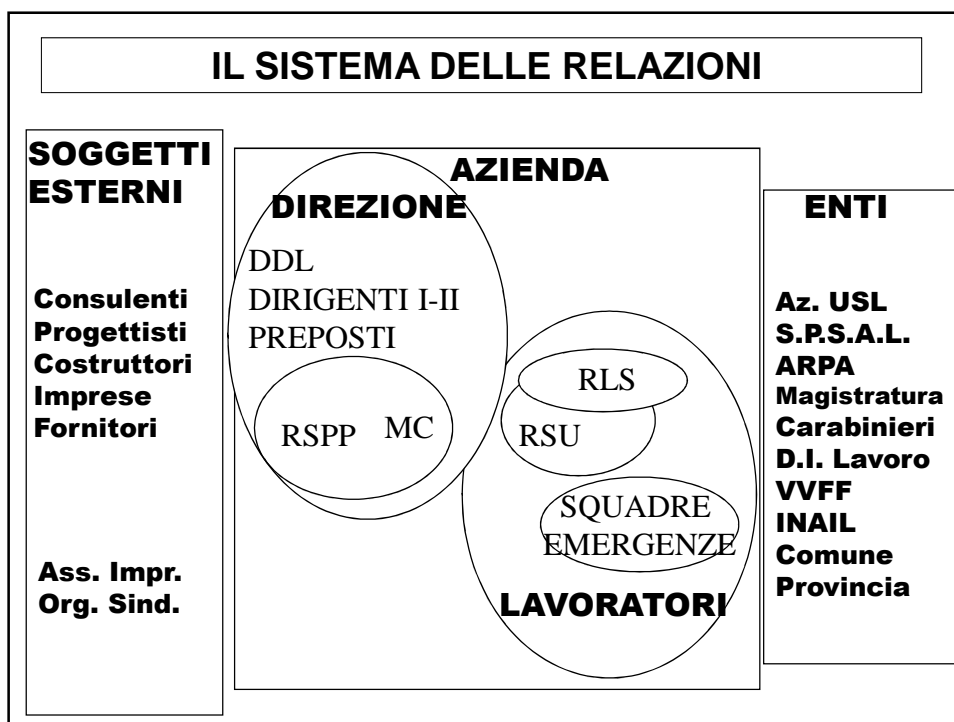 IL SISTEMA DELLE RELAZIONI
SOGGETTI
ESTERNI
Consulenti
Progettisti
Costruttori
Imprese
Fornitori
Ass. Impr.
Org. Sind.
AZIENDA
DIREZIONE
DDL
DIRIGENTI I-II
PREPOSTI
RSPP MC
RLS
RSU
SQUADRE
EMERGENZE
LAVORATORI
ENTI
Az. USL
S.P.S.A.L.
ARPA
Magistratura
Carabinieri
D.I. Lavoro
VVFF
INAIL
Comune
Provincia